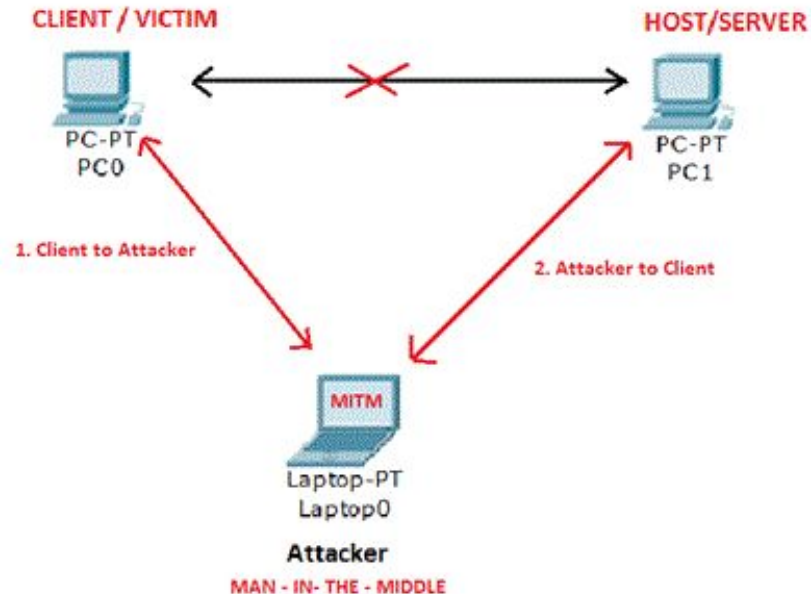 CLIENT / VICTIM
HOST/SERVER
PC-PT
PC0
PC-PT
PC1
1. Client to Attacker
2. Attacker to Client
MITM
Laptop-PT
Laptop0
Attacker
MAN - IN- THE - MIDDLE